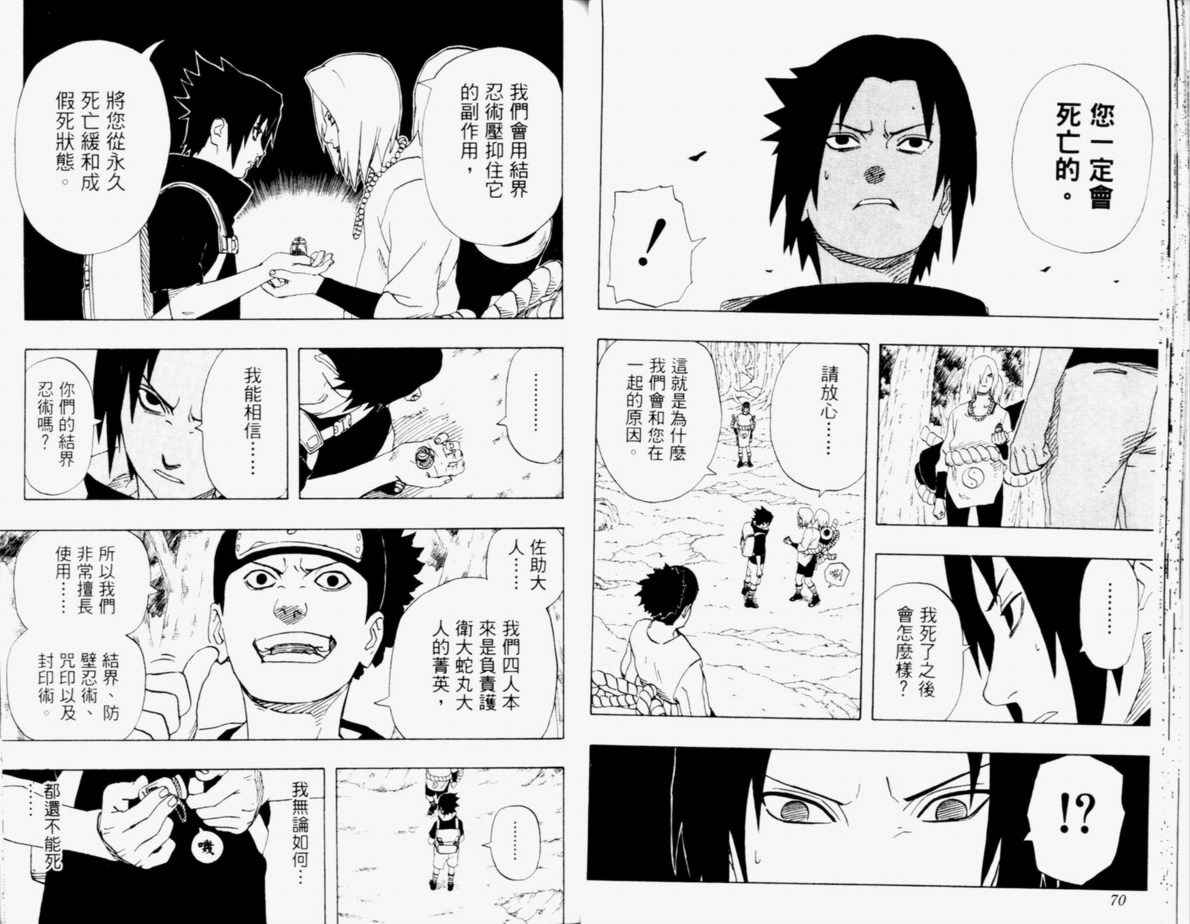 您一定會
死亡的。
！
……
我死了之後
會怎麼樣？
請放心……
這就是為什麼
我們會和您在
一起的原因。
!?
70
我們會用結界
忍術壓抑住它
的副作用，
將您從永久
死亡緩和成
假死狀態。
……
我能相信……
你們的結界
忍術嗎？
佐助大
人……
我們四人本
來是負責護
衛大蛇丸大
人的菁英，
所以我們
非常擅長
使用……
結界、防
壁忍術、
咒印以及
封印術。
……
我無論如何…
都還不能死
……
嘰